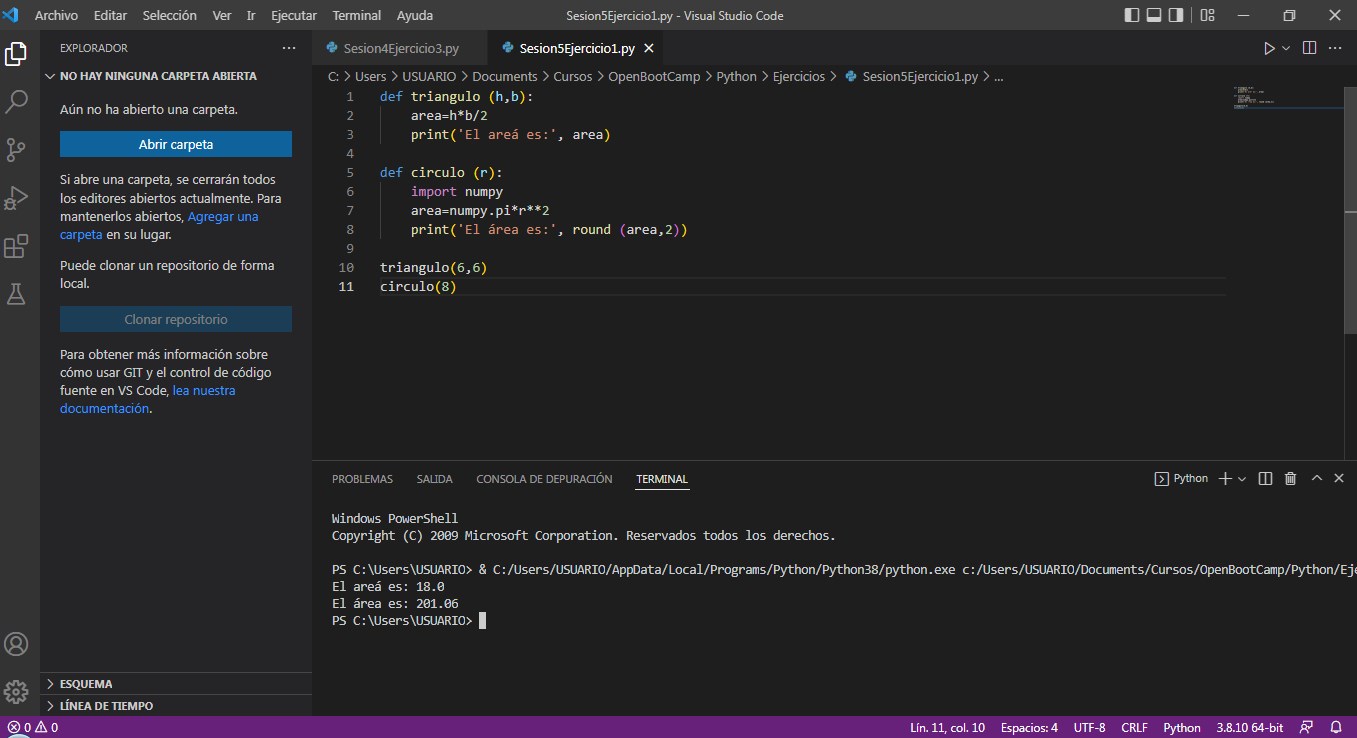 Archivo Editar Selección Ver Ir Ejecutar Terminal Ayuda
Sesion5Ejercicio1.py - Visual Studio Code
EXPLORADOR
NO HAY NINGUNA CARPETA ABIERTA
Aún no ha abierto una carpeta.
Abrir carpeta
Si abre una carpeta, se cerrarán todos
los editores abiertos actualmente. Para
mantenerlos abiertos, Agregar una
carpeta en su lugar.
Puede clonar un repositorio de forma
local.
Clonar repositorio
Para obtener más información sobre
cómo usar GIT y el control de código
fuente en VS Code, lea nuestra
documentación.
ESQUEMA
LÍNEA DE TIEMPO
Sesion4Ejercicio3.py
Sesion5Ejercicio1.py
C: > Users > USUARIO > Documents > Cursos > OpenBootCamp > Python > Ejercicios > Sesion5Ejercicio1.py > ...
1 def triangulo (h,b):
2     area=h*b/2
3     print('El areá es:', area)
4
5 def circulo (r):
6     import numpy
7     area=numpy.pi*r**2
8     print('El área es:', round (area,2))
9
10 triangulo(6,6)
11 circulo(8)
PROBLEMAS SALIDA CONSOLA DE DEPURACIÓN TERMINAL
Python
Windows PowerShell
Copyright (C) 2009 Microsoft Corporation. Reservados todos los derechos.
PS C:\Users\USUARIO> & C:/Users/USUARIO/AppData/Local/Programs/Python/Python38/python.exe c:/Users/USUARIO/Documents/Cursos/OpenBootCamp/Python/Eje
El areá es: 18.0
El área es: 201.06
PS C:\Users\USUARIO>
0 0
Lín. 11, col. 10 Espacios: 4 UTF-8 CRLF Python 3.8.10 64-bit